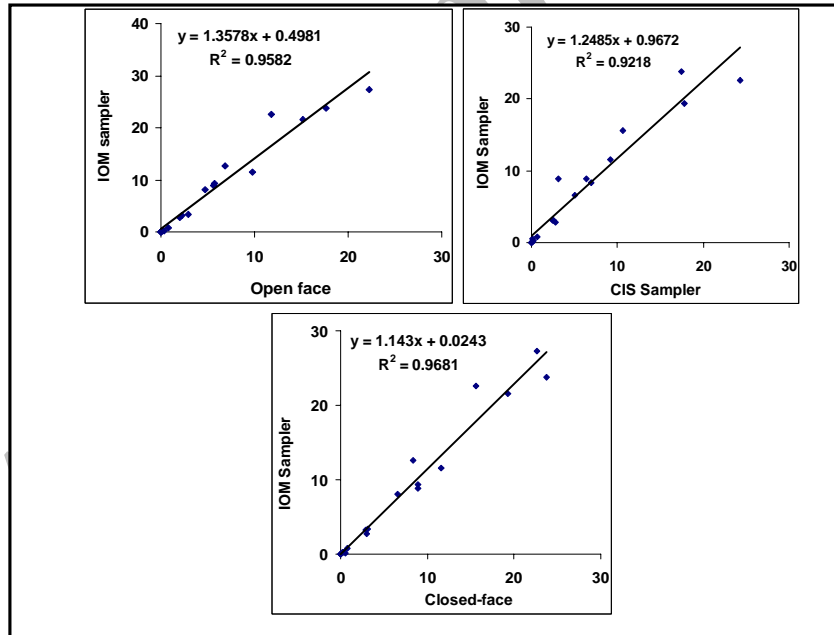 y = 1.3578x + 0.4981
R² = 0.9582
40
30
20
10
0
IOM sampler
0 10 20 30
Open face
y = 1.2485x + 0.9672
R² = 0.9218
30
20
10
0
IOM Sampler
0 10 20 30
CIS Sampler
y = 1.143x + 0.0243
R² = 0.9681
30
20
10
0
IOM Sampler
0 10 20 30
Closed-face